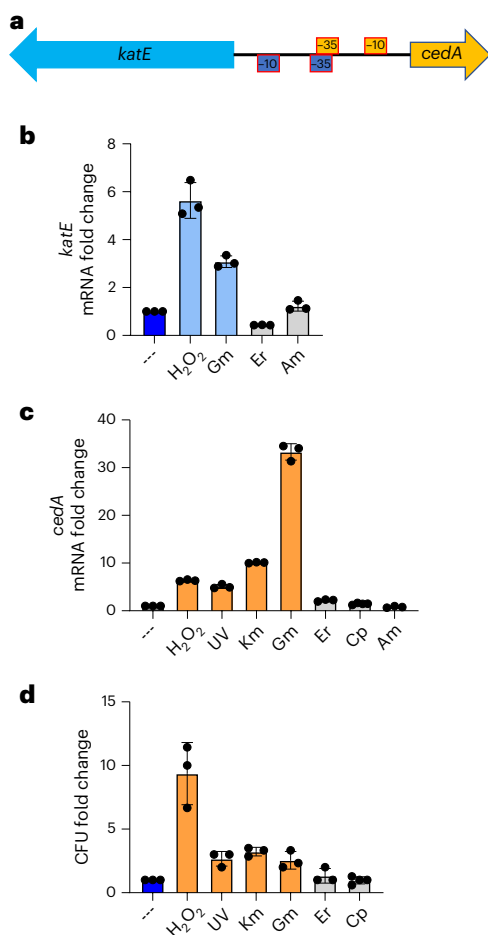 a
katE
−35
−10
cedA
−10
−35
b
katE
mRNA fold change
8
6
4
2
0
---
H₂O₂
Gm
Er
Am
c
cedA
mRNA fold change
40
30
20
10
0
---
H₂O₂
UV
Km
Gm
Er
Cp
Am
d
CFU fold change
15
10
5
0
---
H₂O₂
UV
Km
Gm
Er
Cp